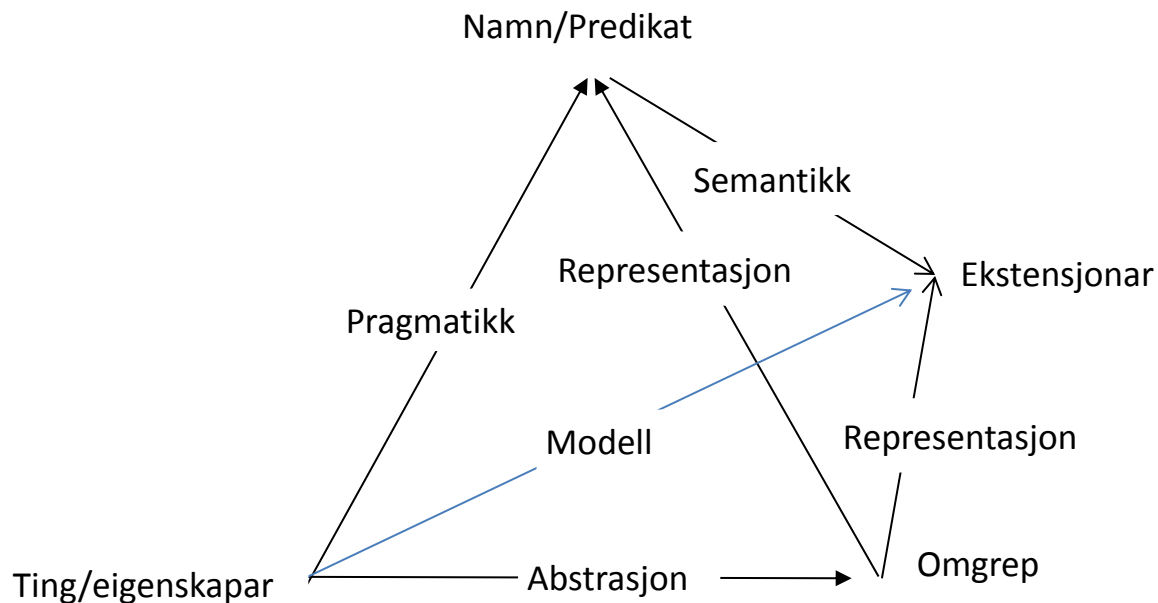 Namn/Predikat
Semantikk
Representasjon
Ekstensjonar
Pragmatikk
Modell
Representasjon
Ting/eigenskapar
Abstrasjon
Omgrep